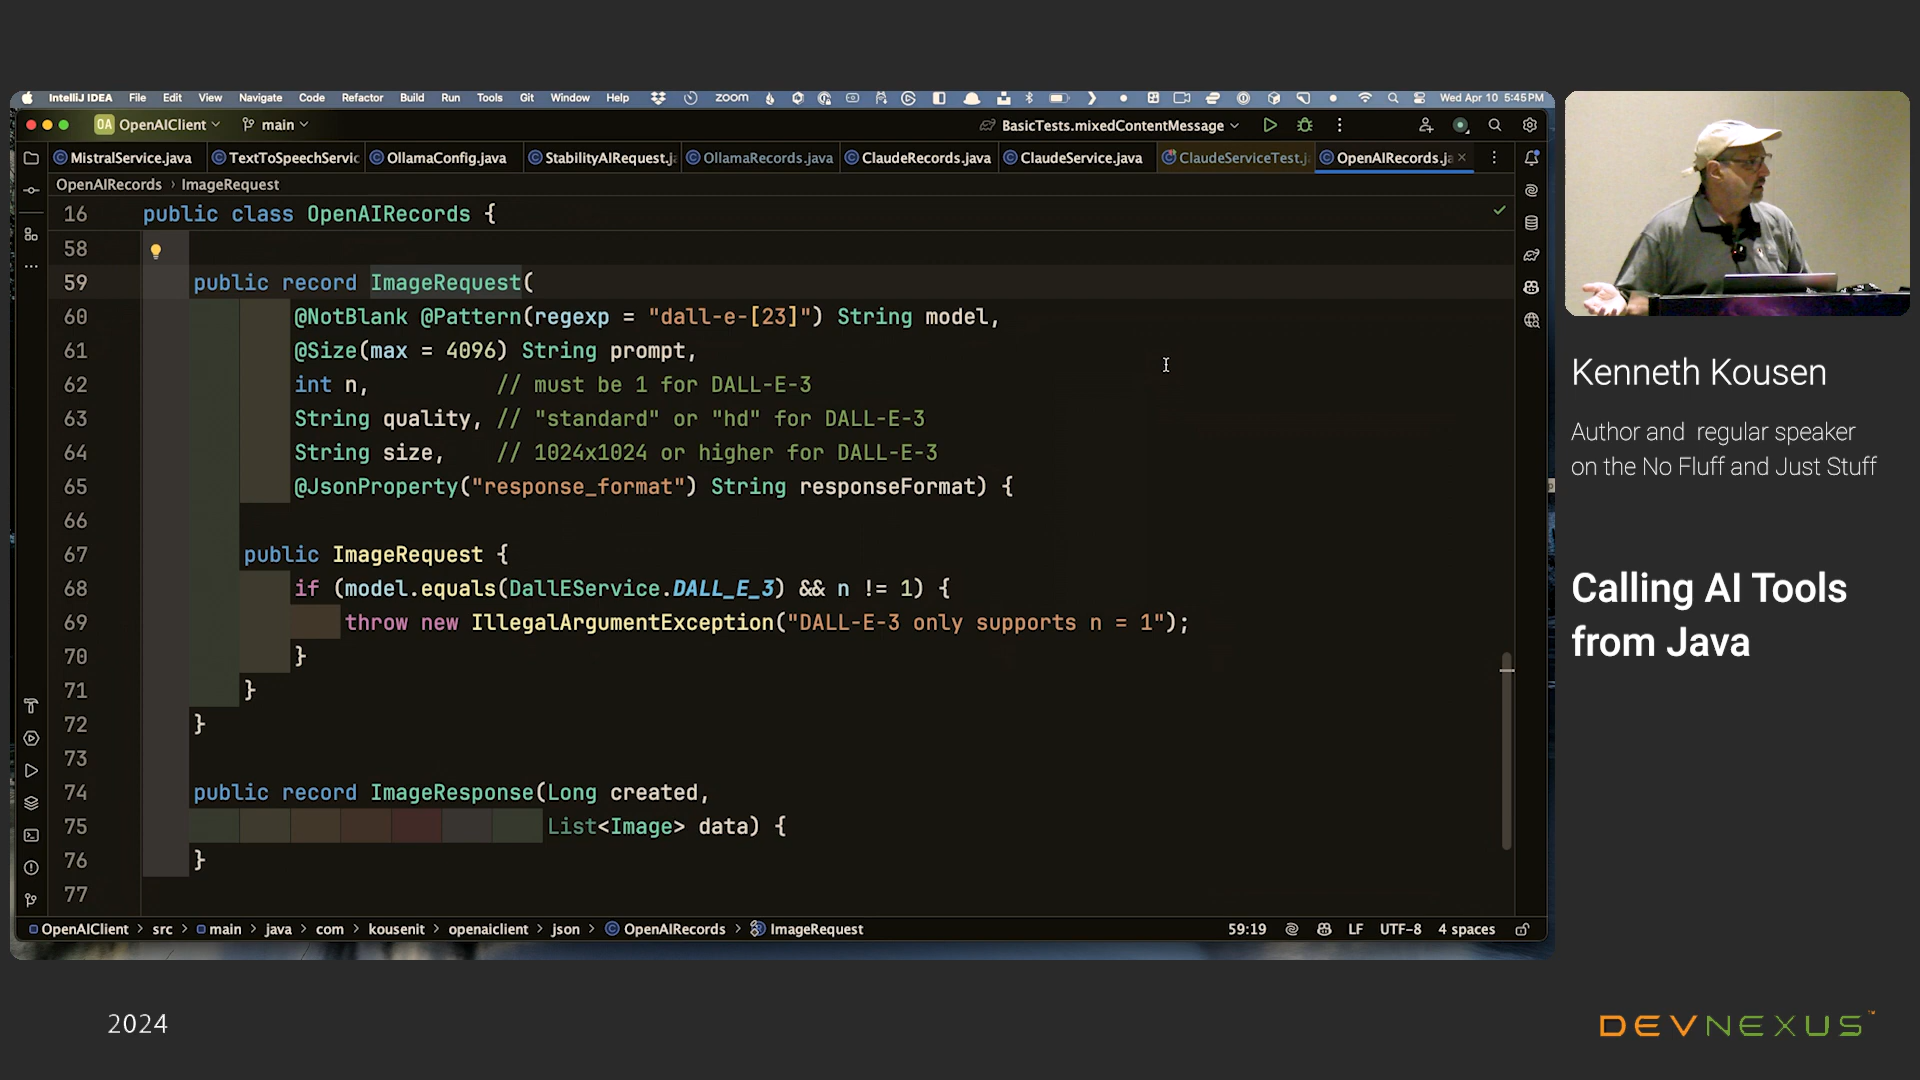 IntelliJ IDEA File Edit View Navigate Code Refactor Build Run Tools Git Window Help zoom Wed Apr 10 5:45 PM
OA OpenAIClient main BasicTests.mixedContentMessage
MistralService.java TextToSpeechServic OllamaConfig.java StabilityAIRequest.j OllamaRecords.java ClaudeRecords.java ClaudeService.java ClaudeServiceTest.j OpenAIRecords.ja
OpenAIRecords › ImageRequest
16 public class OpenAIRecords {
58
59 public record ImageRequest(
60 @NotBlank @Pattern(regexp = "dall-e-[23]") String model,
61 @Size(max = 4096) String prompt,
62 int n, // must be 1 for DALL-E-3
63 String quality, // "standard" or "hd" for DALL-E-3
64 String size, // 1024x1024 or higher for DALL-E-3
65 @JsonProperty("response_format") String responseFormat) {
66
67 public ImageRequest {
68 if (model.equals(DallEService.DALL_E_3) && n != 1) {
69 throw new IllegalArgumentException("DALL-E-3 only supports n = 1");
70 }
71 }
72 }
73
74 public record ImageResponse(Long created,
75 List<Image> data) {
76 }
77
OpenAIClient › src › main › java › com › kousenit › openaiclient › json › OpenAIRecords › ImageRequest 59:19 LF UTF-8 4 spaces
Kenneth Kousen
Author and regular speaker
on the No Fluff and Just Stuff
Calling AI Tools
from Java
2024
DEVNEXUS™